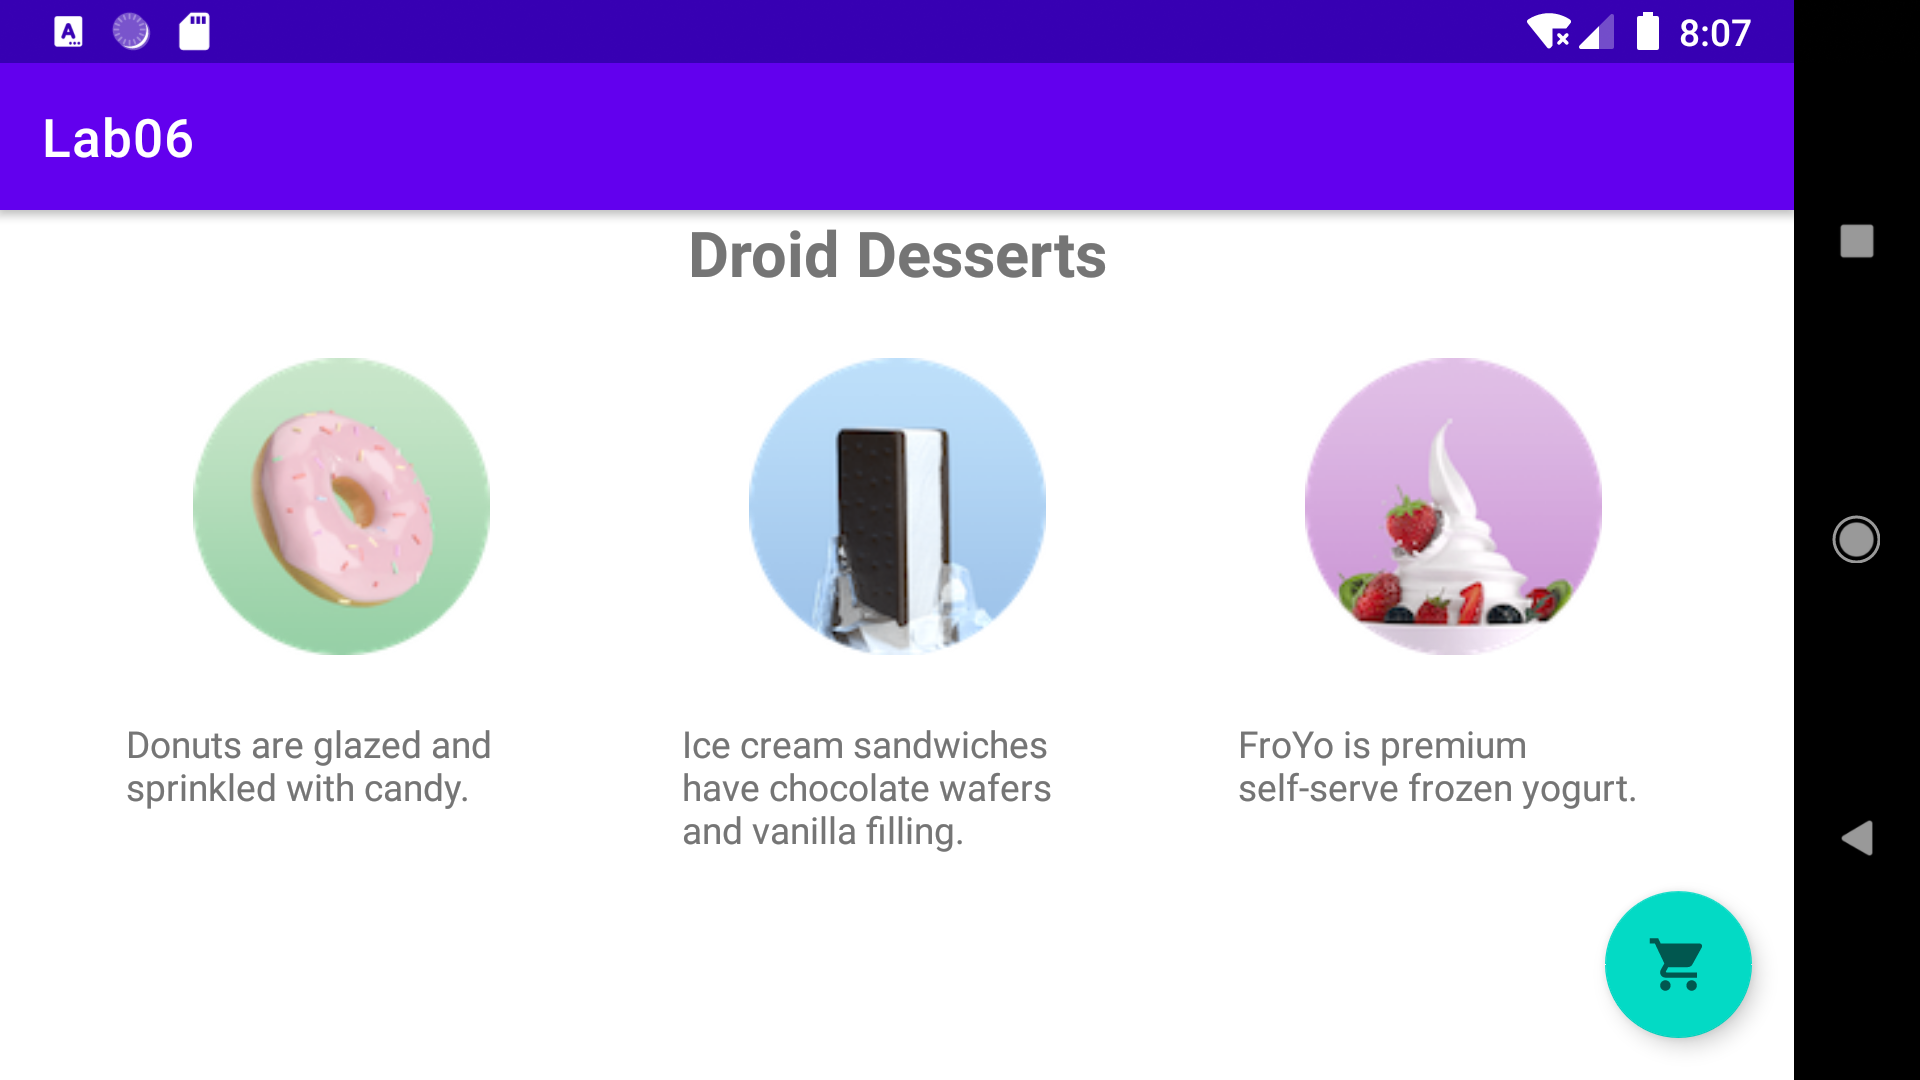 8:07
Lab06
Droid Desserts
Donuts are glazed and
sprinkled with candy.
Ice cream sandwiches
have chocolate wafers
and vanilla filling.
FroYo is premium
self-serve frozen yogurt.